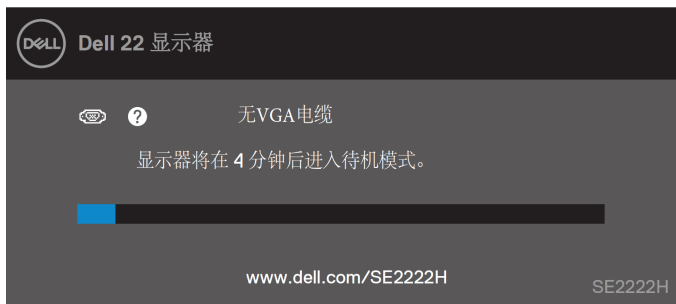 DELL
Dell 22 显示器
? 无VGA电缆
显示器将在 4 分钟后进入待机模式。
www.dell.com/SE2222H
SE2222H